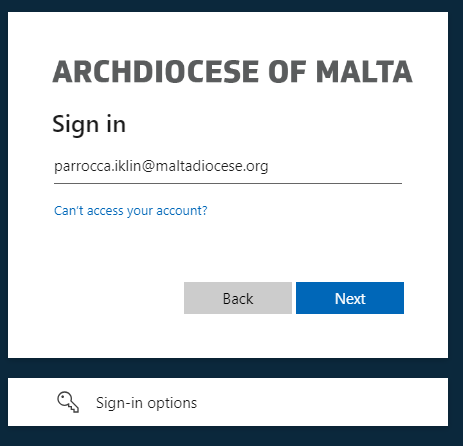 ARCHDIOCESE OF MALTA
Sign in
parrocca.iklin@maltadiocese.org
Can't access your account?
Back
Next
Sign-in options